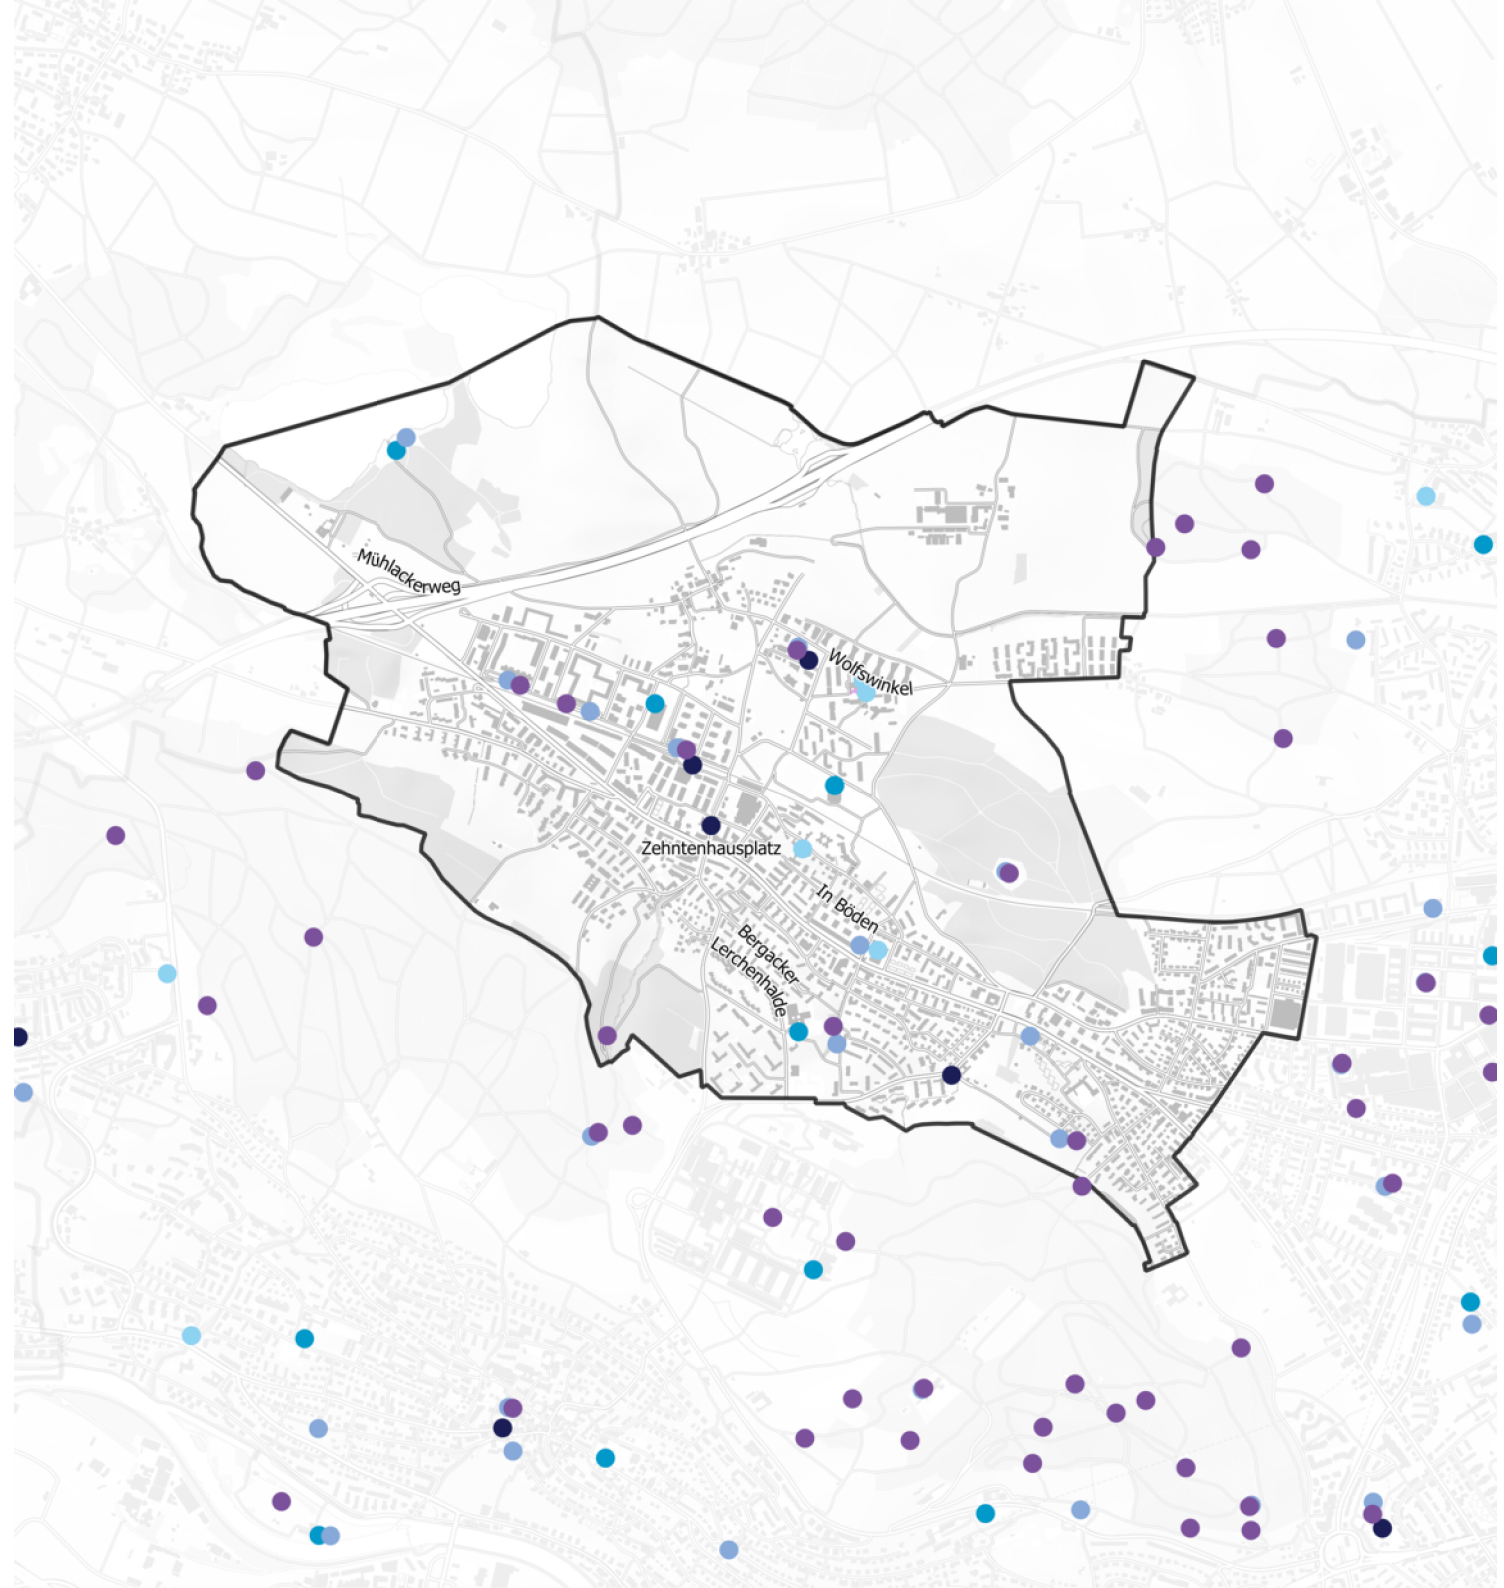 Mühlackerweg
Wolfswinkel
Zehntenhausplatz
In Böden
Bergacker
Lerchenhalde